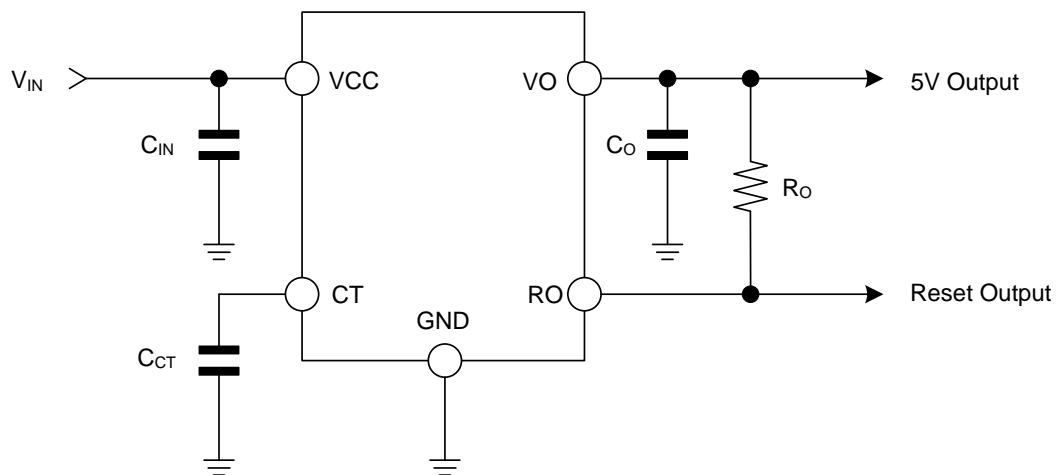 VIN
VCC
VO
5V Output
CIN
CO
RO
CT
RO
Reset Output
GND
CCT